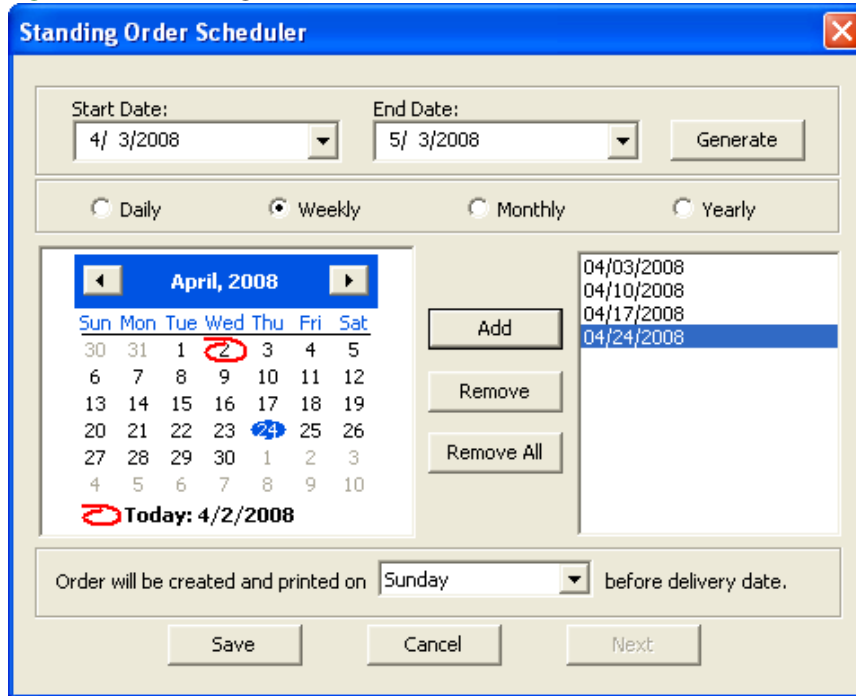 Standing Order Scheduler
Start Date: End Date:
4/ 3/2008 5/ 3/2008 Generate
Daily Weekly Monthly Yearly
April, 2008
Sun Mon Tue Wed Thu Fri Sat
30 31 1 2 3 4 5
6 7 8 9 10 11 12
13 14 15 16 17 18 19
20 21 22 23 24 25 26
27 28 29 30 1 2 3
4 5 6 7 8 9 10
Today: 4/2/2008
Add
Remove
Remove All
04/03/2008
04/10/2008
04/17/2008
04/24/2008
Order will be created and printed on Sunday before delivery date.
Save Cancel Next